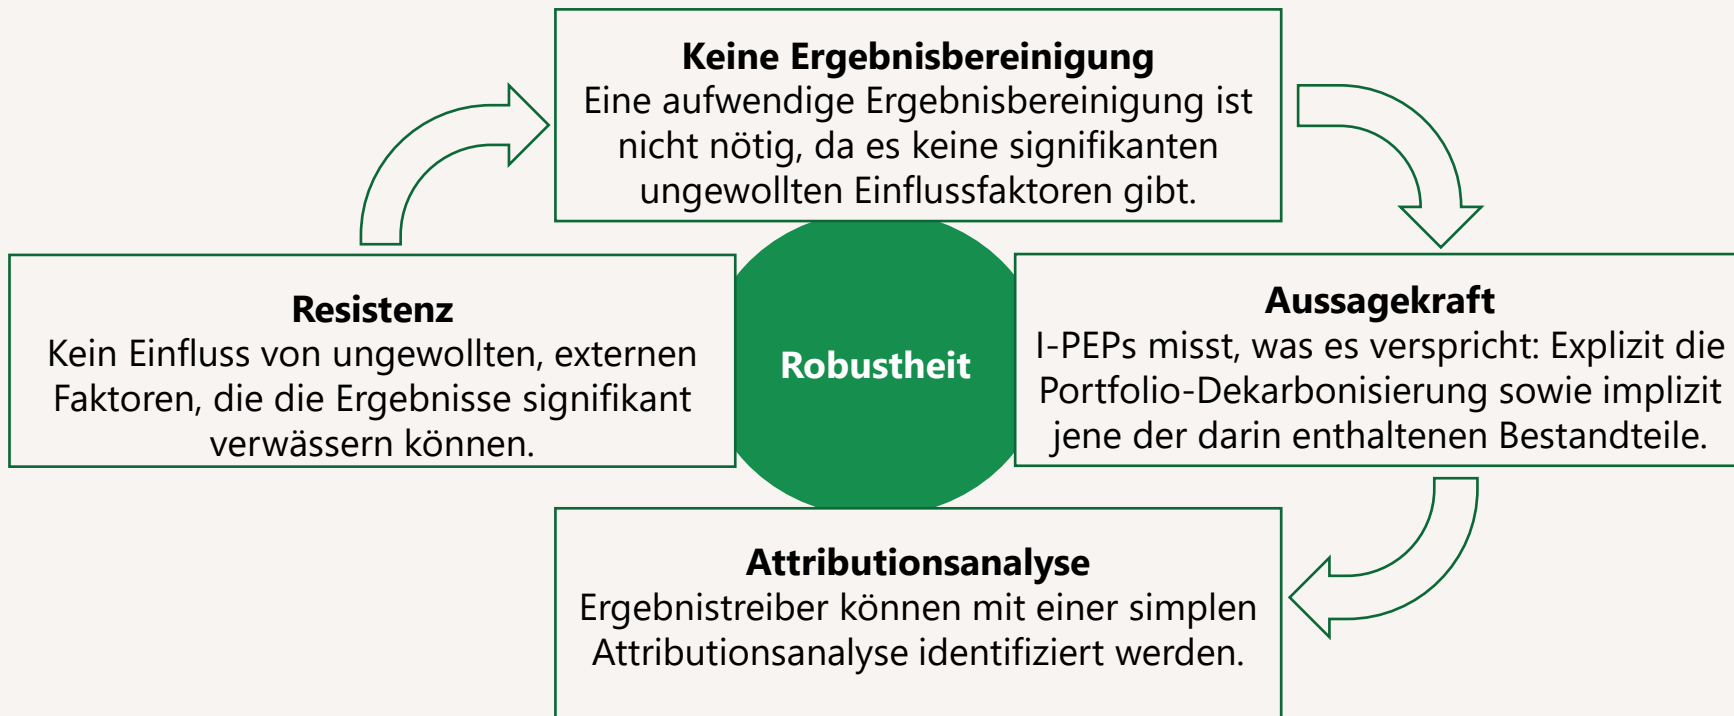 Keine Ergebnisbereinigung
Eine aufwendige Ergebnisbereinigung ist
nicht nötig, da es keine signifikanten
ungewollten Einflussfaktoren gibt.
Resistenz
Kein Einfluss von ungewollten, externen
Faktoren, die die Ergebnisse signifikant
verwässern können.
Robustheit
Aussagekraft
I-PEPs misst, was es verspricht: Explizit die
Portfolio-Dekarbonisierung sowie implizit
jene der darin enthaltenen Bestandteile.
Attributionsanalyse
Ergebnistreiber können mit einer simplen
Attributionsanalyse identifiziert werden.